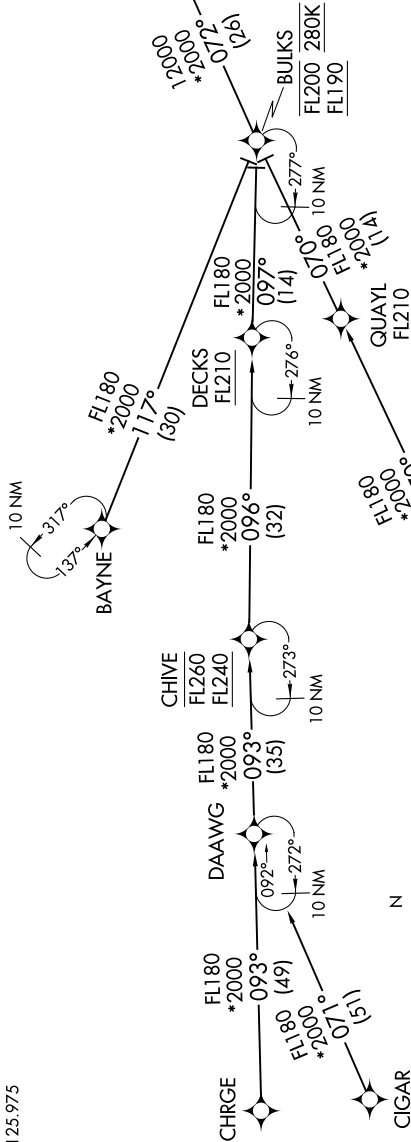 12000
*2000
072°
(26)
BULKS
FL200 280K
FL190
277°
10 NM
FL180
*2000
097°
(14)
070°
FL180
*2000
(14)
QUAYL
FL210
DECKS
FL210
276°
10 NM
FL180
*2000
117°
(30)
10 NM
317°
137°
BAYNE
FL180
*2000
096°
(32)
FL180
*2000
CHIVE
FL260
FL240
273°
10 NM
FL180
*2000
093°
(35)
DAAWG
092°
272°
10 NM
N
FL180
*2000
093°
(49)
FL180
*2000
071°
(51)
CHRGE
CIGAR
125.975